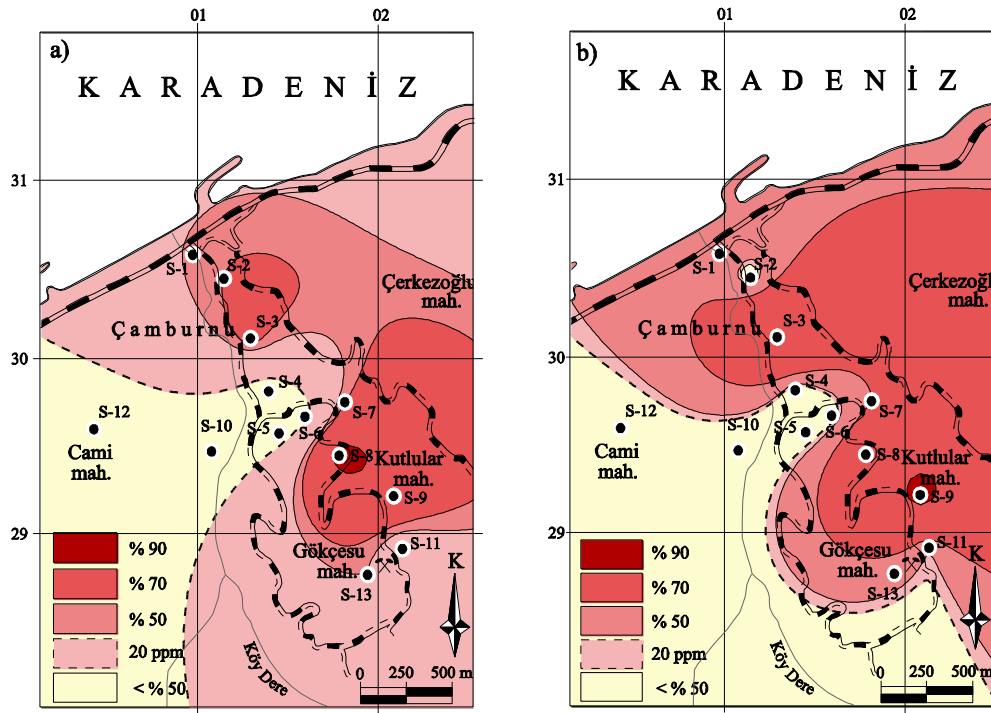 01
02
a)
K A R A D E N İ Z
31
S-1
S-2
Çerkezoğlu
mah.
Çamburnu
S-3
30
S-4
S-7
S-12
S-10
S-5
S-6
Cami
mah.
S-8
Kutlular
mah.
S-9
29
S-11
Gökçesu
mah.
S-13
K
% 90
% 70
% 50
20 ppm
< % 50
Köy Dere
0 250 500 m
01
02
b)
K A R A D E N İ Z
31
S-1
S-2
Çerkezoğl
mah.
Çamburnu
S-3
30
S-4
S-7
S-12
S-10
S-5
S-6
Cami
mah.
S-8
Kutlular
mah.
S-9
29
S-11
Gökçesu
mah.
S-13
K
% 90
% 70
% 50
20 ppm
< % 50
Köy Dere
0 250 500 m